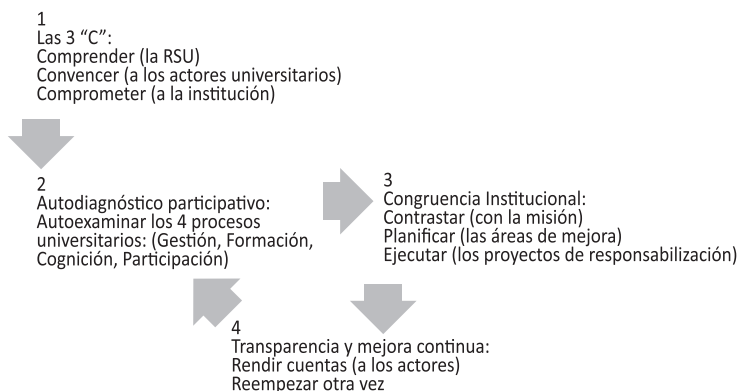 1
Las 3 “C”:
Comprender (la RSU)
Convencer (a los actores universitarios)
Comprometer (a la institución)
2
Autodiagnóstico participativo:
Autoexaminar los 4 procesos
universitarios: (Gestión, Formación,
Cognición, Participación)
3
Congruencia Institucional:
Contrastar (con la misión)
Planificar (las áreas de mejora)
Ejecutar (los proyectos de responsabilización)
4
Transparencia y mejora continua:
Rendir cuentas (a los actores)
Reempezar otra vez